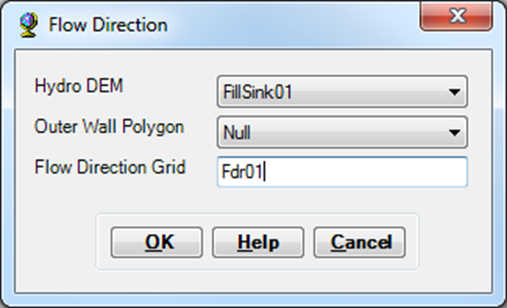 Flow Direction
Hydro DEM FillSink01
Outer Wall Polygon Null
Flow Direction Grid Fdr01
OK Help Cancel